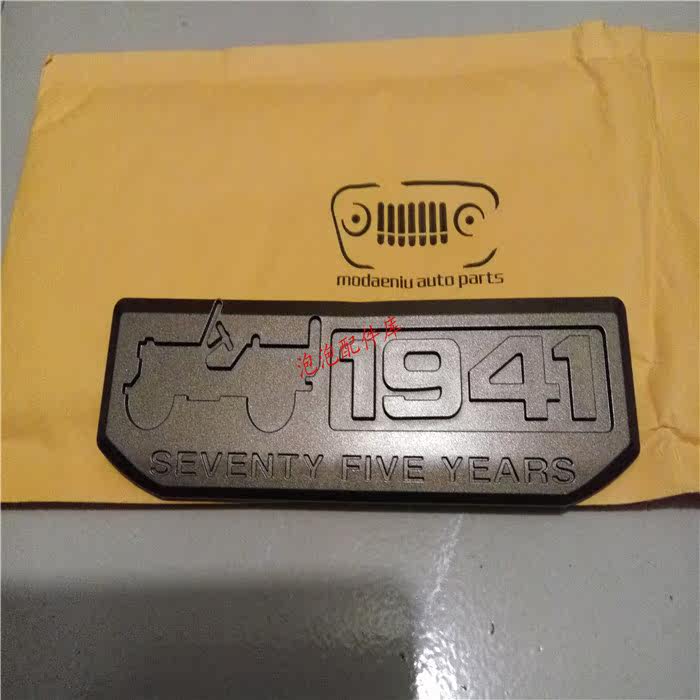 modaeniu auto parts
泡泡配件库
1941
SEVENTY FIVE YEARS